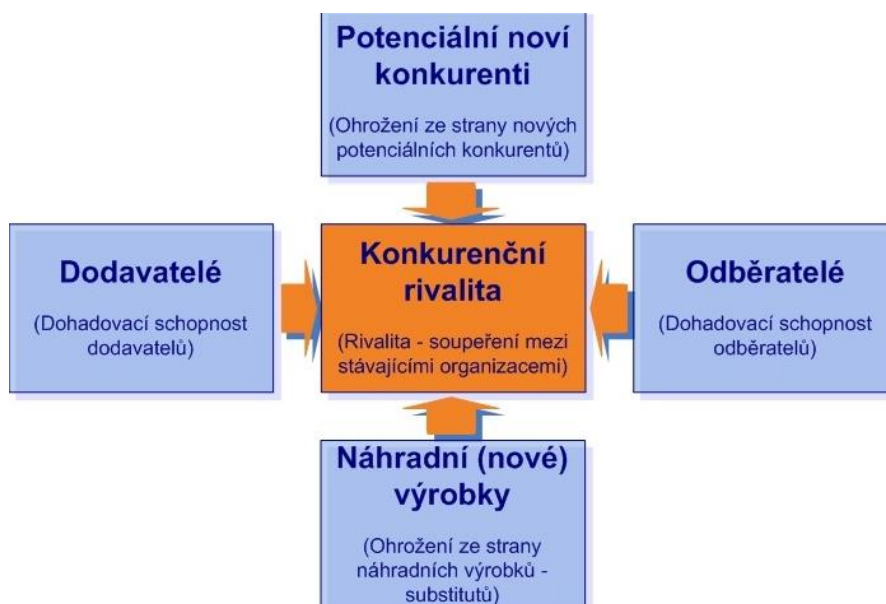 Potenciální noví
konkurenti
(Ohrožení ze strany nových
potenciálních konkurentů)
Dodavatelé
(Dohadovací schopnost
dodavatelů)
Konkurenční
rivalita
(Rivalita - soupeření mezi
stávajícími organizacemi)
Odběratelé
(Dohadovací schopnost
odběratelů)
Náhradní (nové)
výrobky
(Ohrožení ze strany
náhradních výrobků -
substitutů)